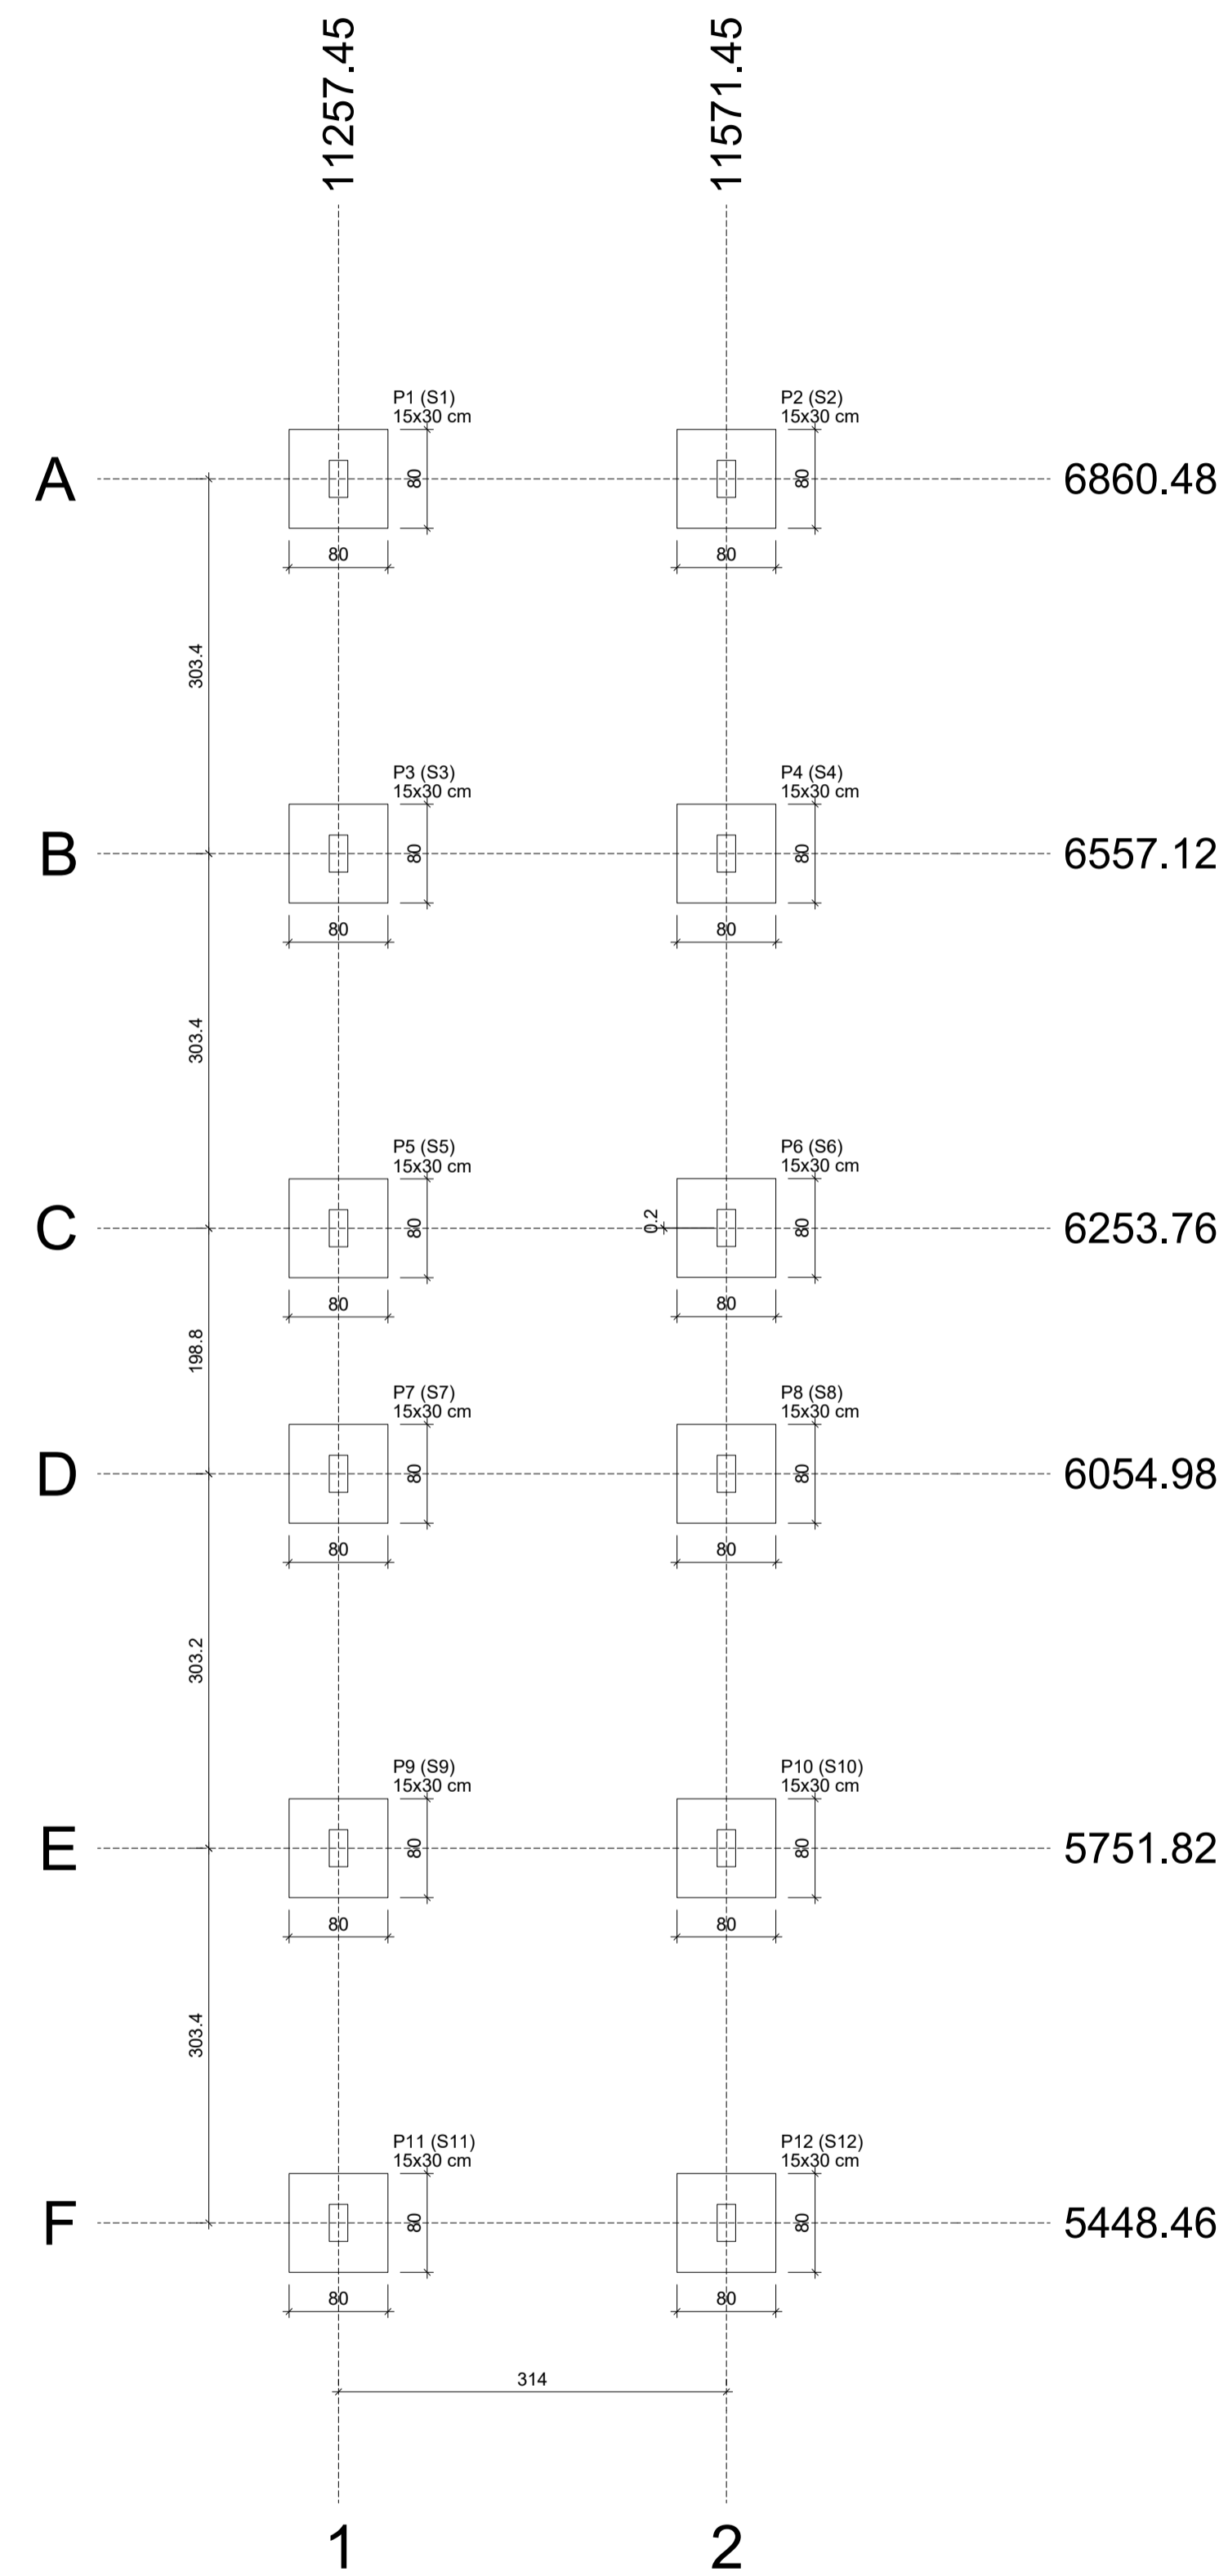 11257.45
11571.45
P1 (S1)
15x30 cm
80
80
P2 (S2)
15x30 cm
80
80
A
6860.48
303.4
P3 (S3)
15x30 cm
80
80
P4 (S4)
15x30 cm
80
80
B
6557.12
303.4
P5 (S5)
15x30 cm
80
80
P6 (S6)
15x30 cm
0.2
80
80
C
6253.76
198.8
P7 (S7)
15x30 cm
80
80
P8 (S8)
15x30 cm
80
80
D
6054.98
303.2
P9 (S9)
15x30 cm
80
80
P10 (S10)
15x30 cm
80
80
E
5751.82
303.4
P11 (S11)
15x30 cm
80
80
P12 (S12)
15x30 cm
80
80
F
5448.46
314
1
2